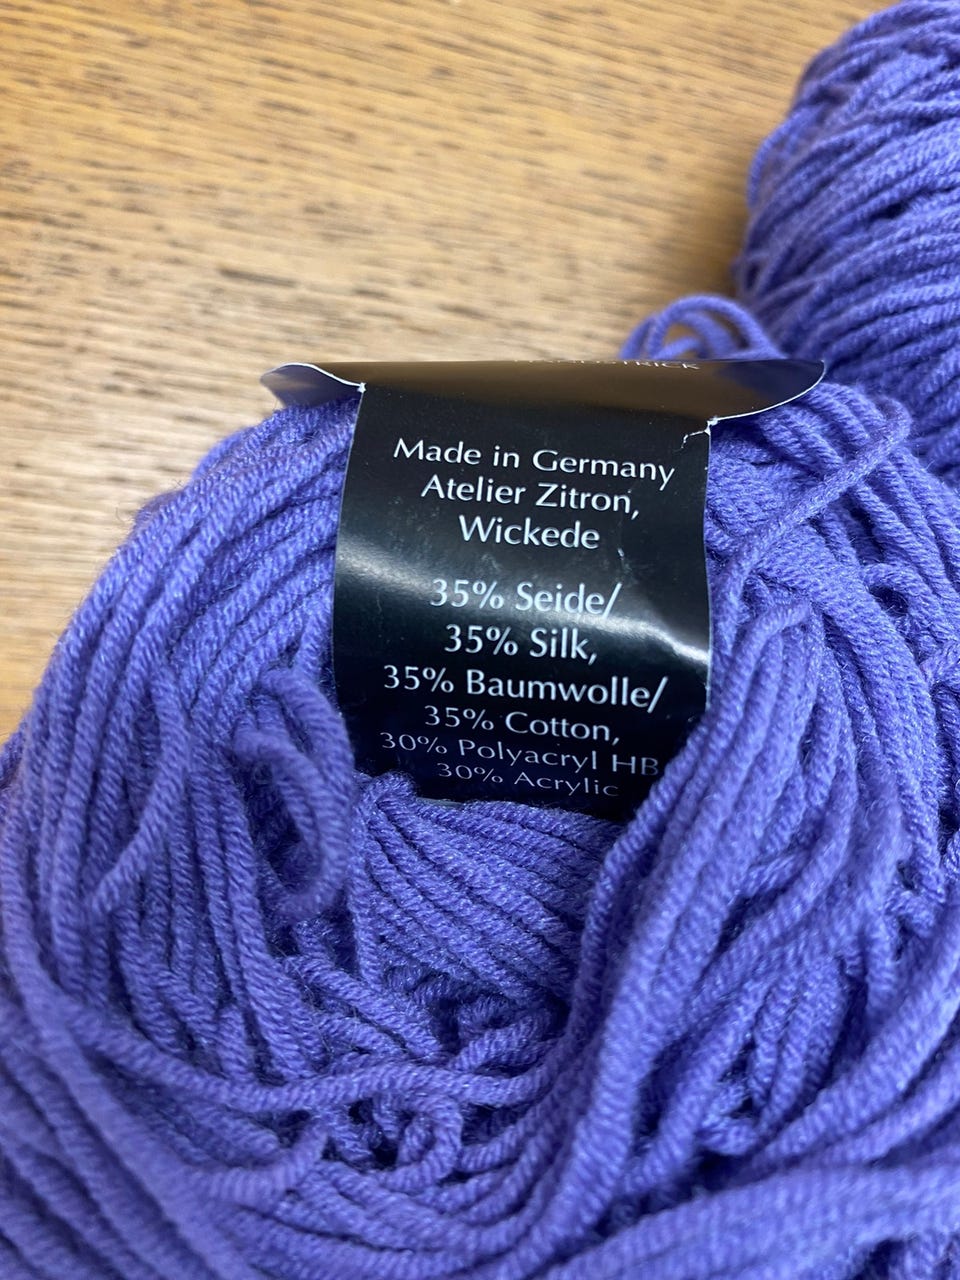 Made in Germany
Atelier Zitron,
Wickede
35% Seide/
35% Silk,
35% Baumwolle/
35% Cotton,
30% Polyacryl HB
30% Acrylic